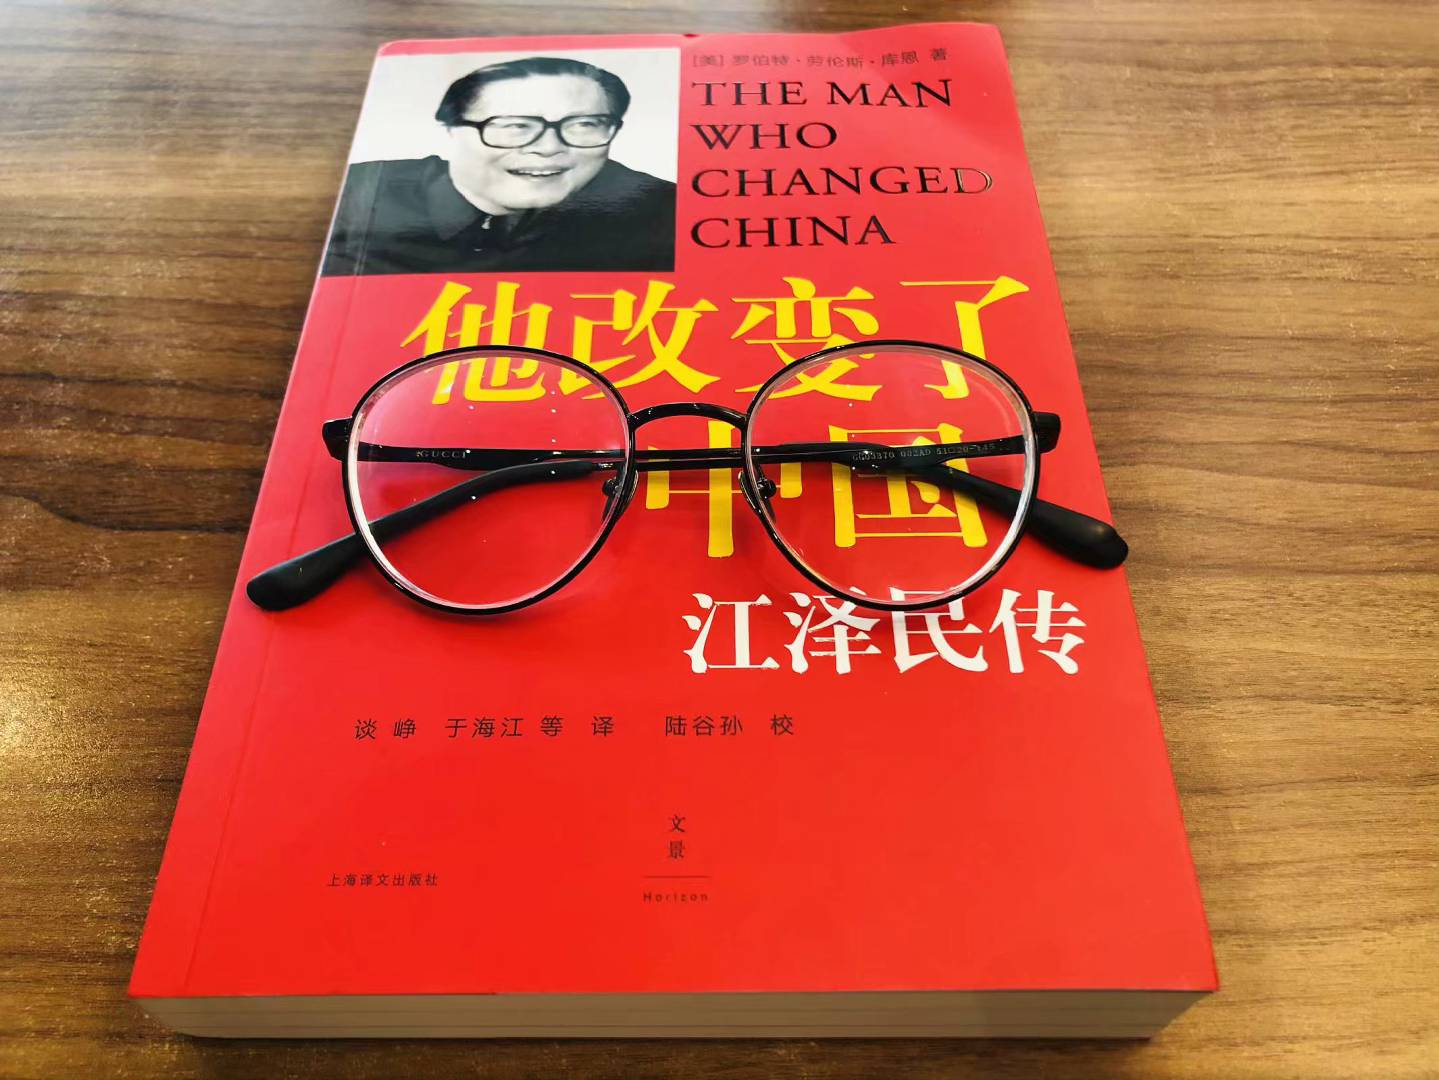 [美] 罗伯特·劳伦斯·库恩 著
THE MAN
WHO
CHANGED
CHINA
他改变了
中国
GUCCI
江泽民传
谈 峥 于海江 等 译 陆谷孙 校
文
景
上海译文出版社
Horizon